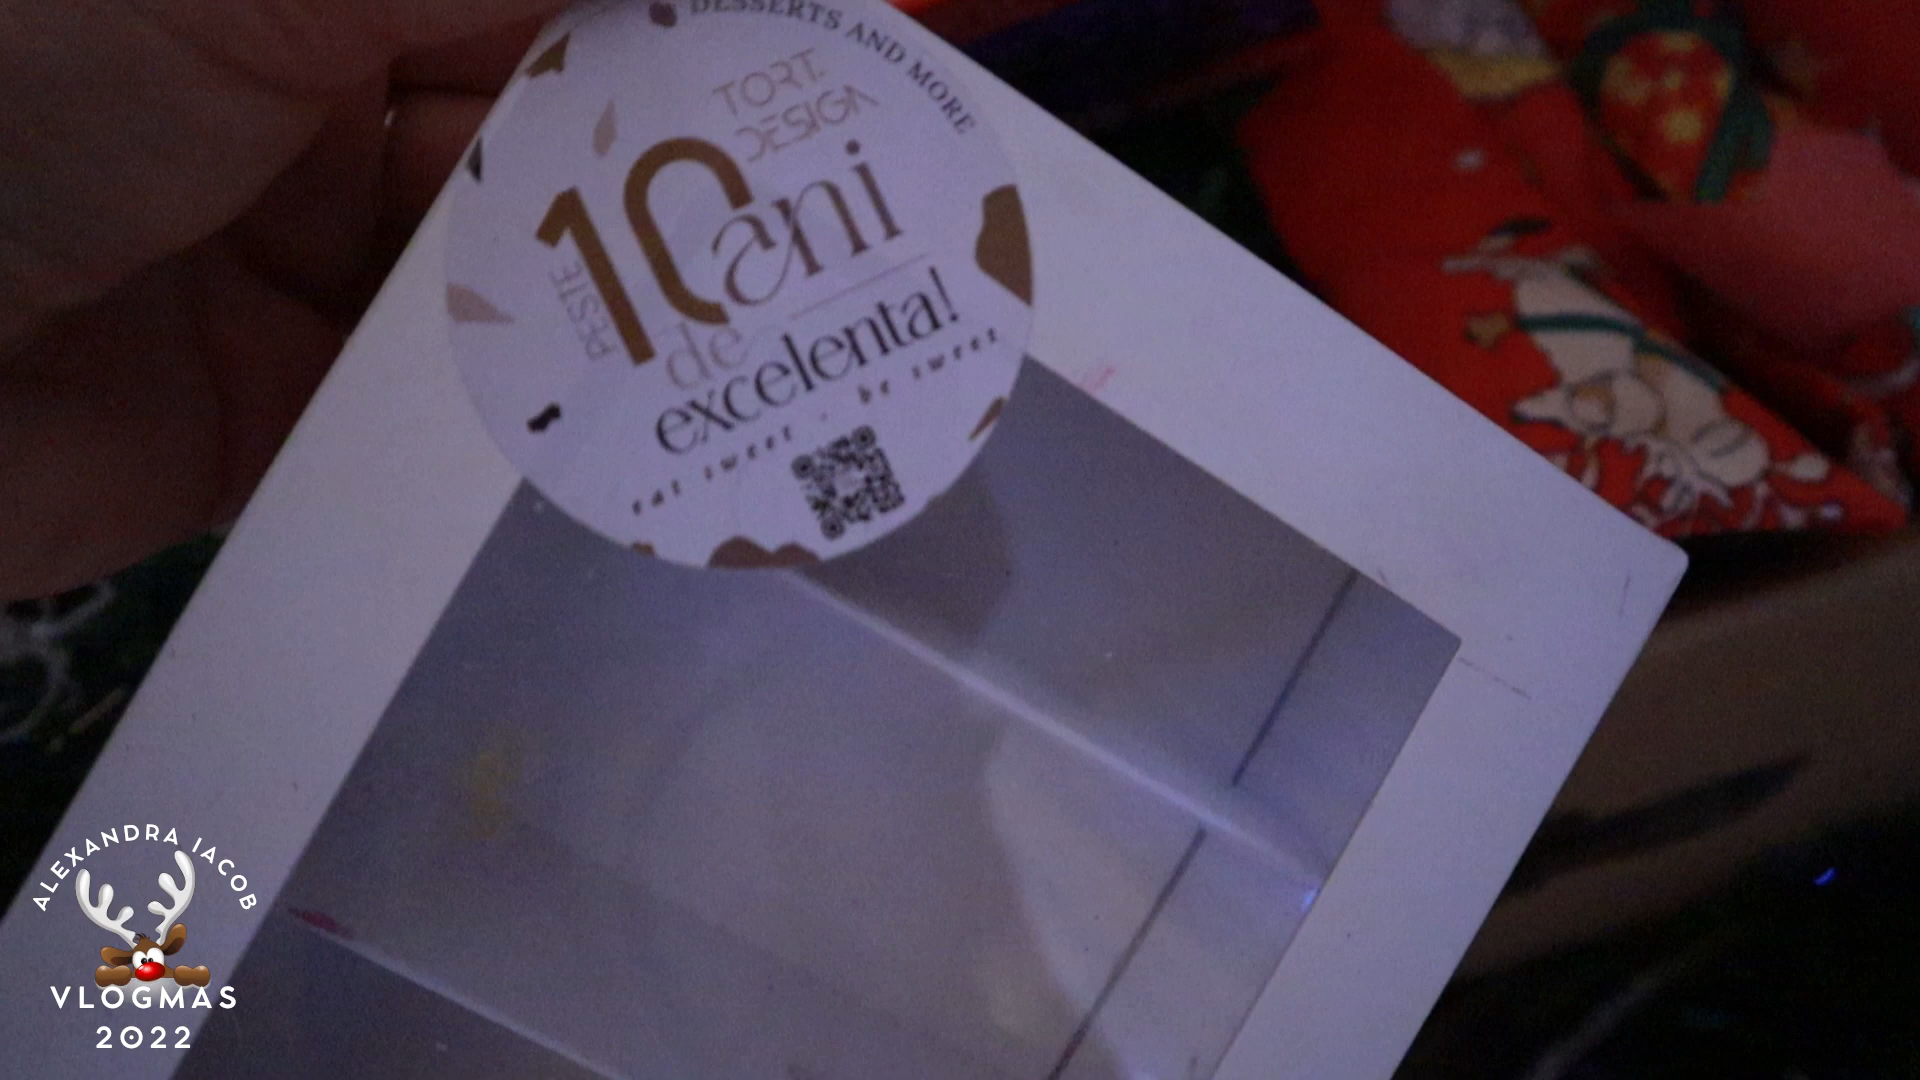 DESSERTS AND MORE
TORT.
DESIGN
PESTE
10 ani
de
excelenta!
eat sweet . be sweet
ALEXANDRA IACOB
VLOGMAS
2022